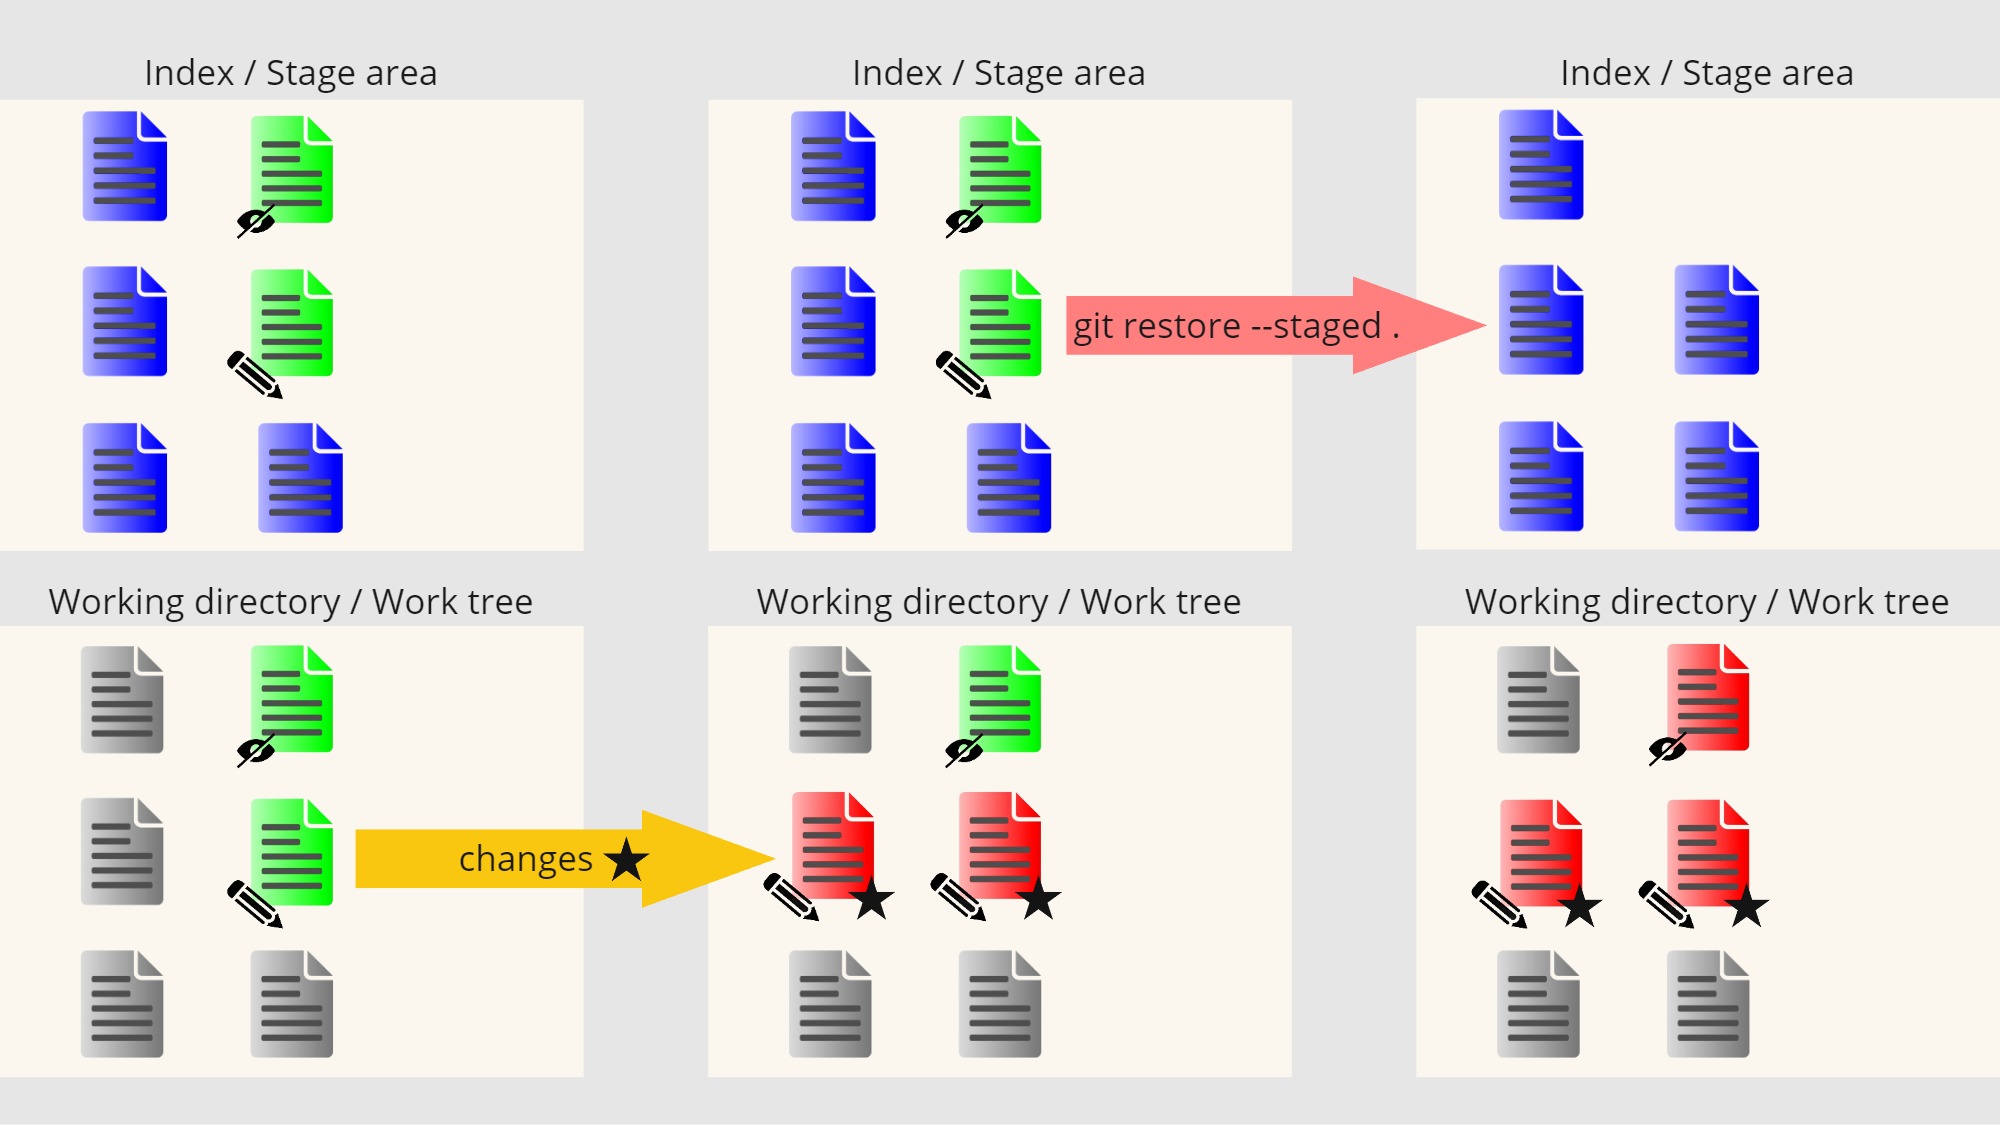 Index / Stage area
Index / Stage area
Index / Stage area
git restore --staged .
Working directory / Work tree
Working directory / Work tree
Working directory / Work tree
changes